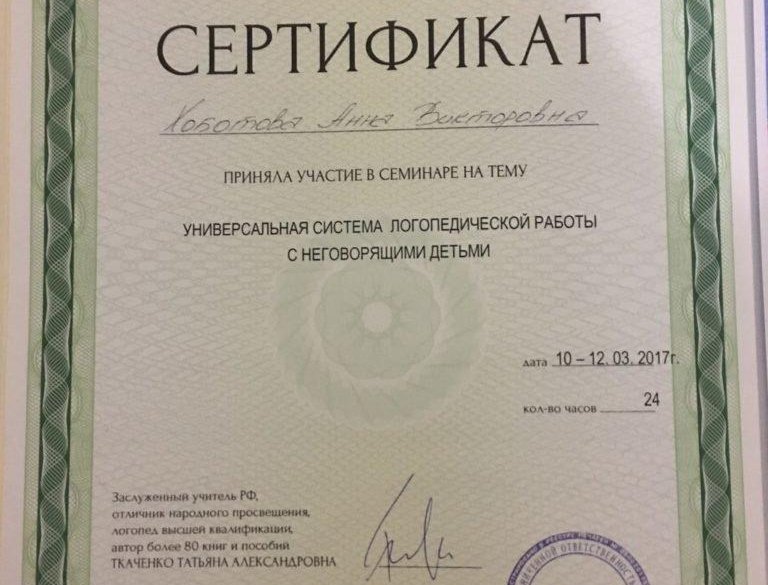 СЕРТИФИКАТ
Хоботова Анна Викторовна
ПРИНЯЛА УЧАСТИЕ В СЕМИНАРЕ НА ТЕМУ
УНИВЕРСАЛЬНАЯ СИСТЕМА ЛОГОПЕДИЧЕСКОЙ РАБОТЫ
С НЕГОВОРЯЩИМИ ДЕТЬМИ
дата 10 – 12. 03. 2017г.
кол-во часов 24
Заслуженный учитель РФ,
отличник народного просвещения,
логопед высшей квалификации,
автор более 80 книг и пособий
ТКАЧЕНКО ТАТЬЯНА АЛЕКСАНДРОВНА
ОТВЕТСТВЕННОСТЬЮ